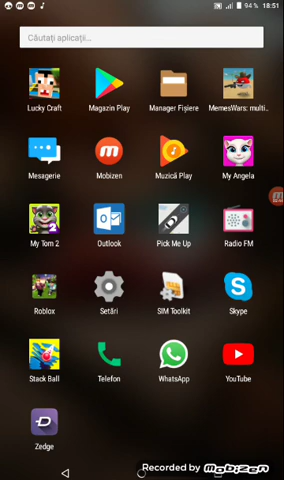 94 % 18:51
Căutați aplicații...
Lucky Craft Magazin Play Manager Fișiere MemesWars: multi..
Mesagerie Mobizen Muzică Play My Angela
My Tom 2 Outlook Pick Me Up Radio FM
Roblox Setări SIM Toolkit Skype
Stack Ball Telefon WhatsApp YouTube
Zedge
Recorded by mobizen